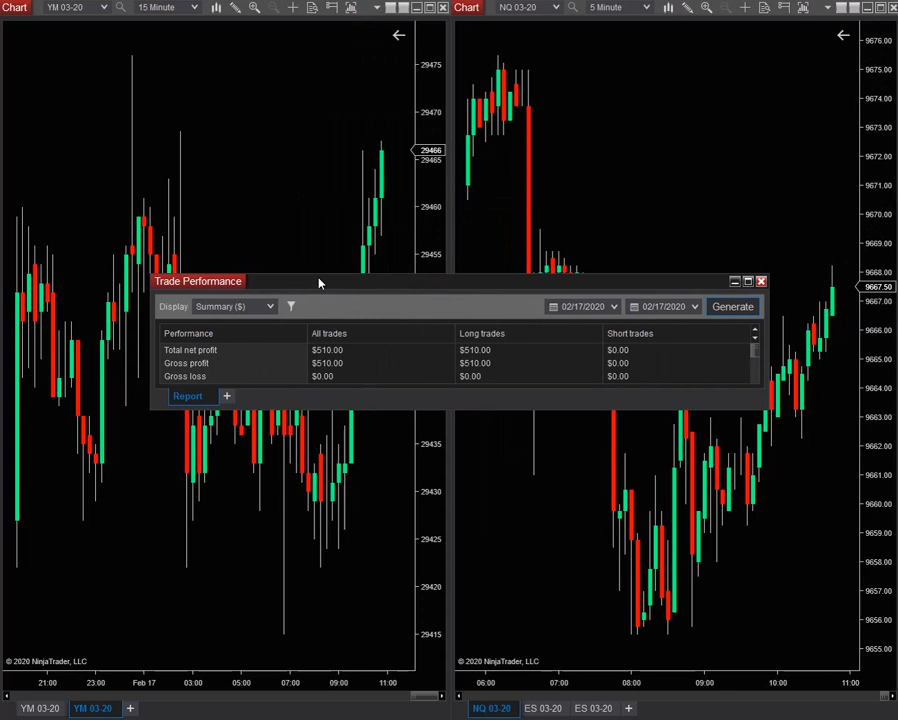 Chart YM 03-20 15 Minute
Chart NQ 03-20 5 Minute
29475
29470
29466
29465
29460
29455
29435
29430
29425
29420
29415
9676.00
9675.00
9674.00
9673.00
9672.00
9671.00
9670.00
9669.00
9668.00
9667.50
9667.00
9666.00
9665.00
9664.00
9663.00
9662.00
9661.00
9660.00
9659.00
9658.00
9657.00
9656.00
9655.00
Trade Performance
Display Summary ($) 02/17/2020 02/17/2020 Generate
Performance All trades Long trades Short trades
Total net profit $510.00 $510.00 $0.00
Gross profit $510.00 $510.00 $0.00
Gross loss $0.00 $0.00 $0.00
Report +
© 2020 NinjaTrader, LLC
© 2020 NinjaTrader, LLC
21:00 23:00 Feb 17 03:00 05:00 07:00 09:00 11:00
06:00 07:00 08:00 09:00 10:00 11:00
YM 03-20 YM 03-20 +
NQ 03-20 ES 03-20 ES 03-20 +